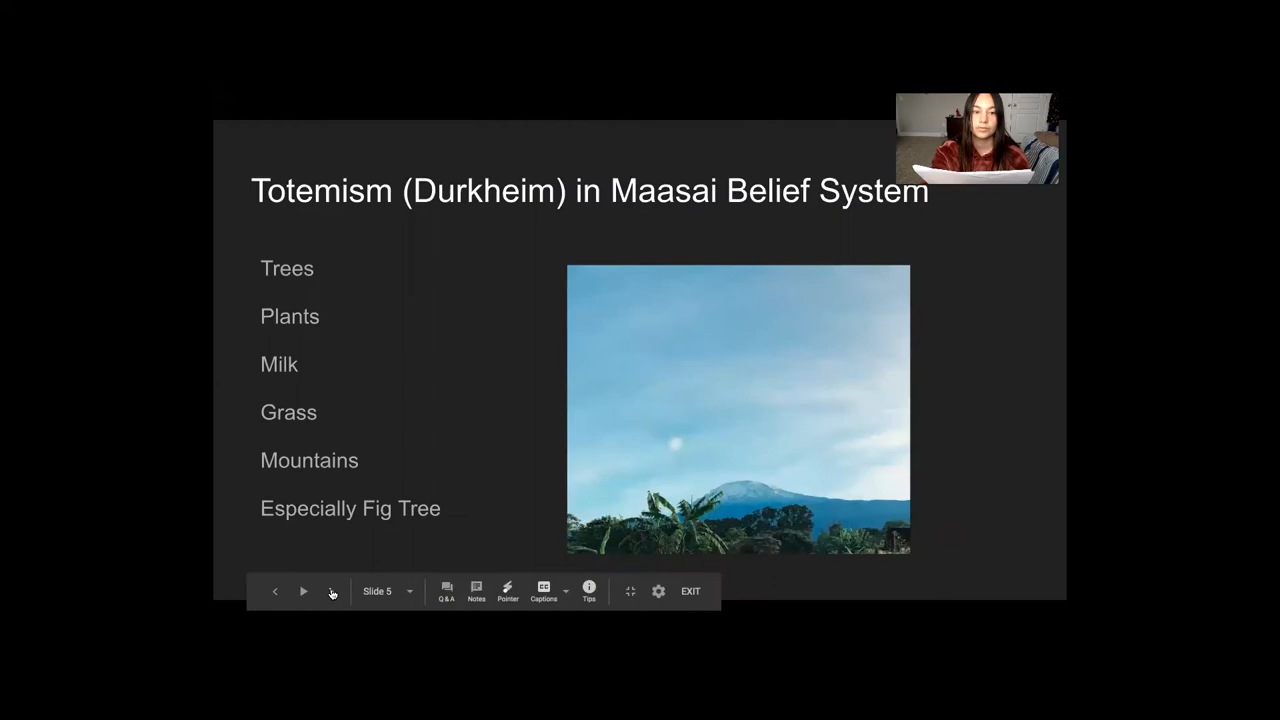 Totemism (Durkheim) in Maasai Belief System
Trees
Plants
Milk
Grass
Mountains
Especially Fig Tree
Slide 5
Q & A
Notes
Pointer
CC
Captions
Tips
EXIT